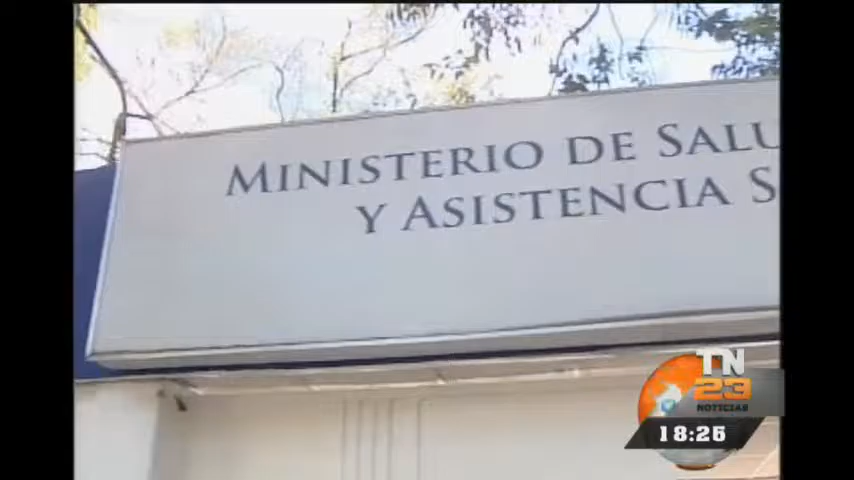 MINISTERIO DE SALU
Y ASISTENCIA S
TN
23
NOTICIAS
18:25